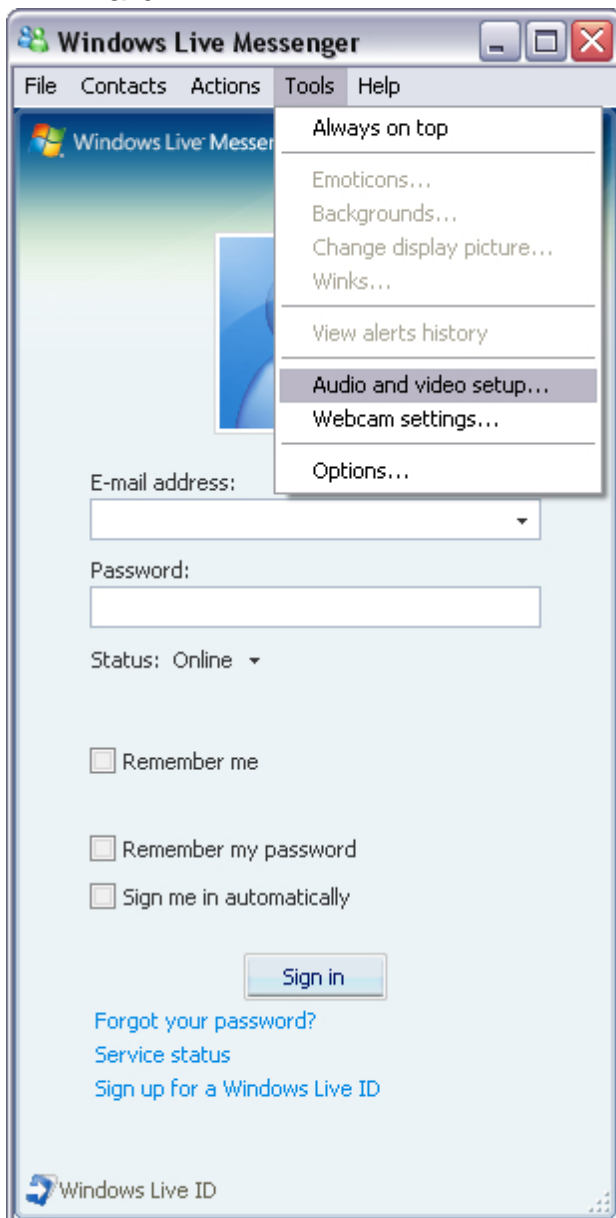 Windows Live Messenger
File Contacts Actions Tools Help
Windows Live Messen
Always on top
Emoticons...
Backgrounds...
Change display picture...
Winks...
View alerts history
Audio and video setup...
Webcam settings...
Options...
E-mail address:
Password:
Status: Online
Remember me
Remember my password
Sign me in automatically
Sign in
Forgot your password?
Service status
Sign up for a Windows Live ID
Windows Live ID